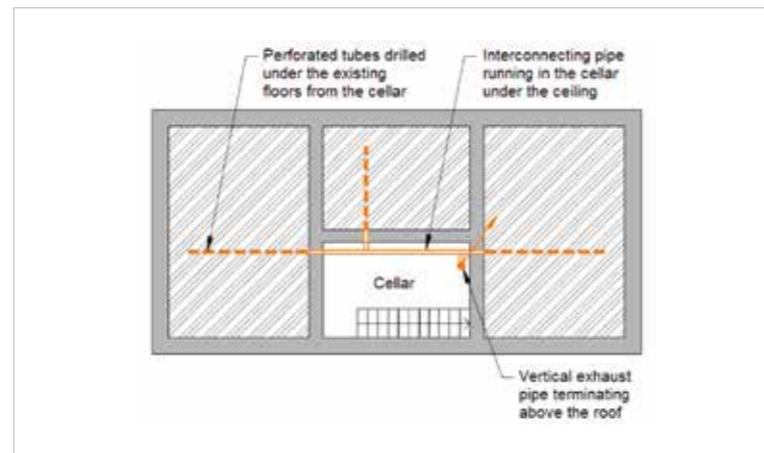 Perforated tubes drilled
under the existing
floors from the cellar
Interconnecting pipe
running in the cellar
under the ceiling
Cellar
Vertical exhaust
pipe terminating
above the roof